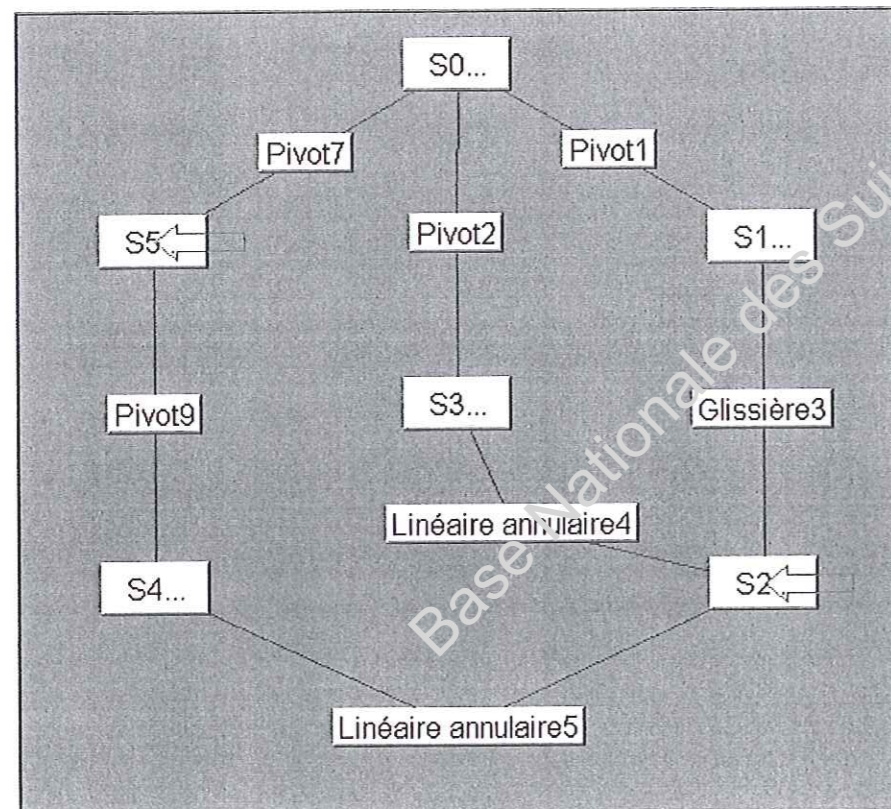 S0...
Pivot7
Pivot1
S5
Pivot2
S1...
Pivot9
S3...
Glissière3
Linéaire annulaire4
S4...
S2
Linéaire annulaire5
Base Nationale des Suj